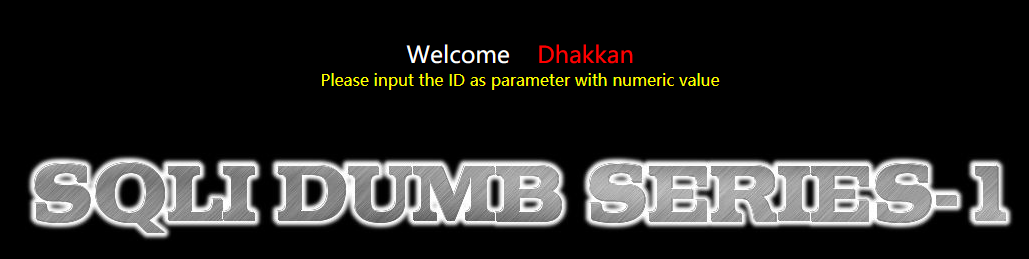 Welcome    Dhakkan
Please input the ID as parameter with numeric value
SQLI DUMB SERIES-1